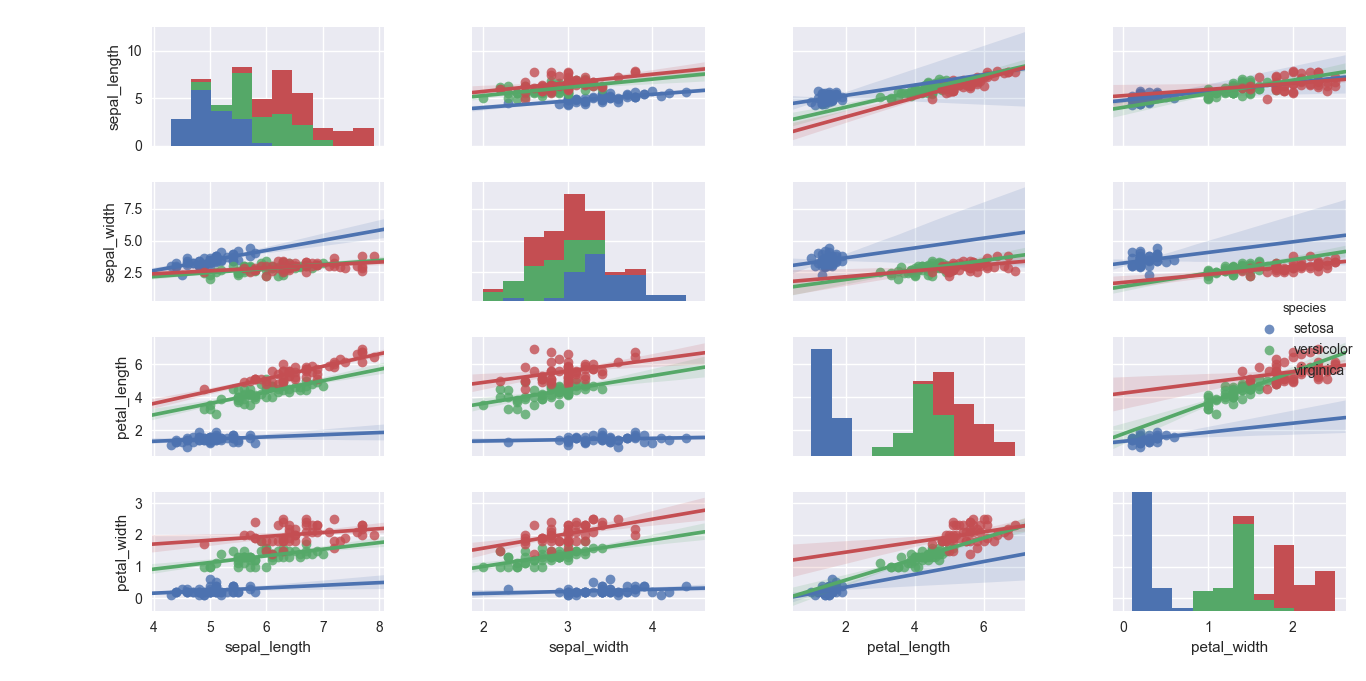 sepal_length
10
5
0
sepal_width
7.5
5.0
2.5
species
setosa
versicolor
virginica
petal_length
6
4
2
petal_width
3
2
1
0
4 5 6 7 8
2 3 4
2 4 6
0 1 2
sepal_length sepal_width petal_length petal_width